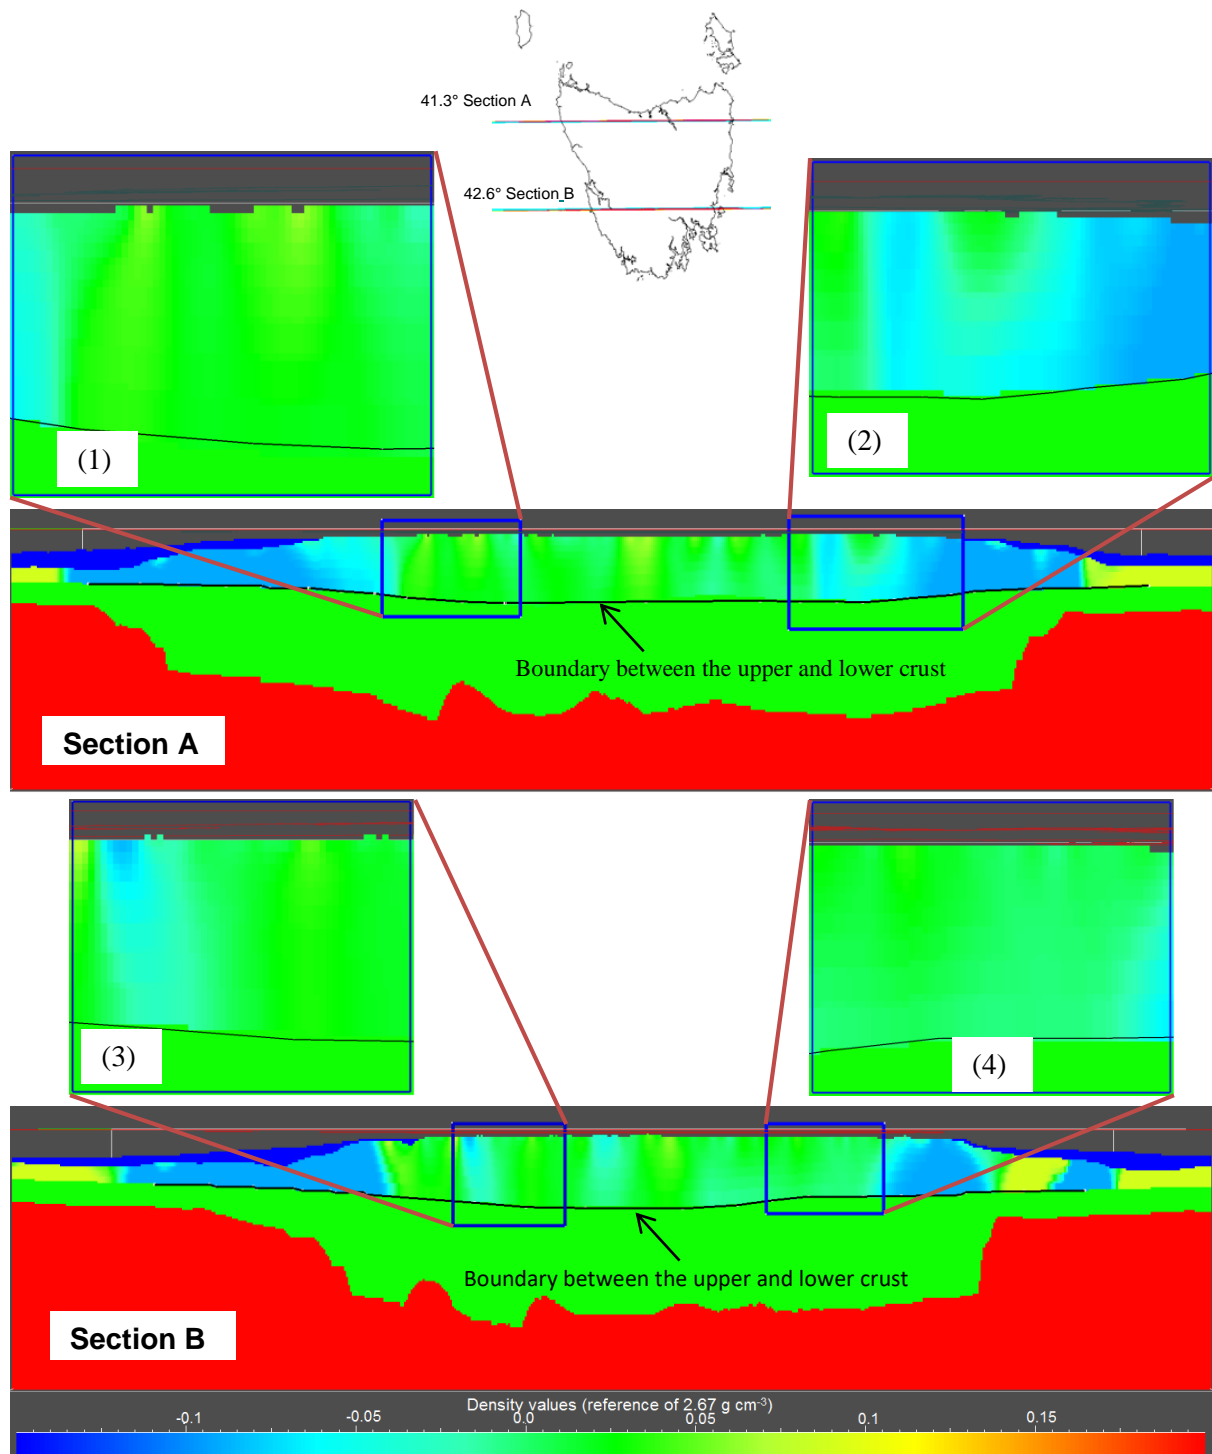 41.3° Section A
42.6° Section_B
(1)
(2)
Boundary between the upper and lower crust
Section A
(3)
(4)
Boundary between the upper and lower crust
Section B
Density values (reference of 2.67 g cm-3)
-0.1 -0.05 0.0 0.05 0.1 0.15